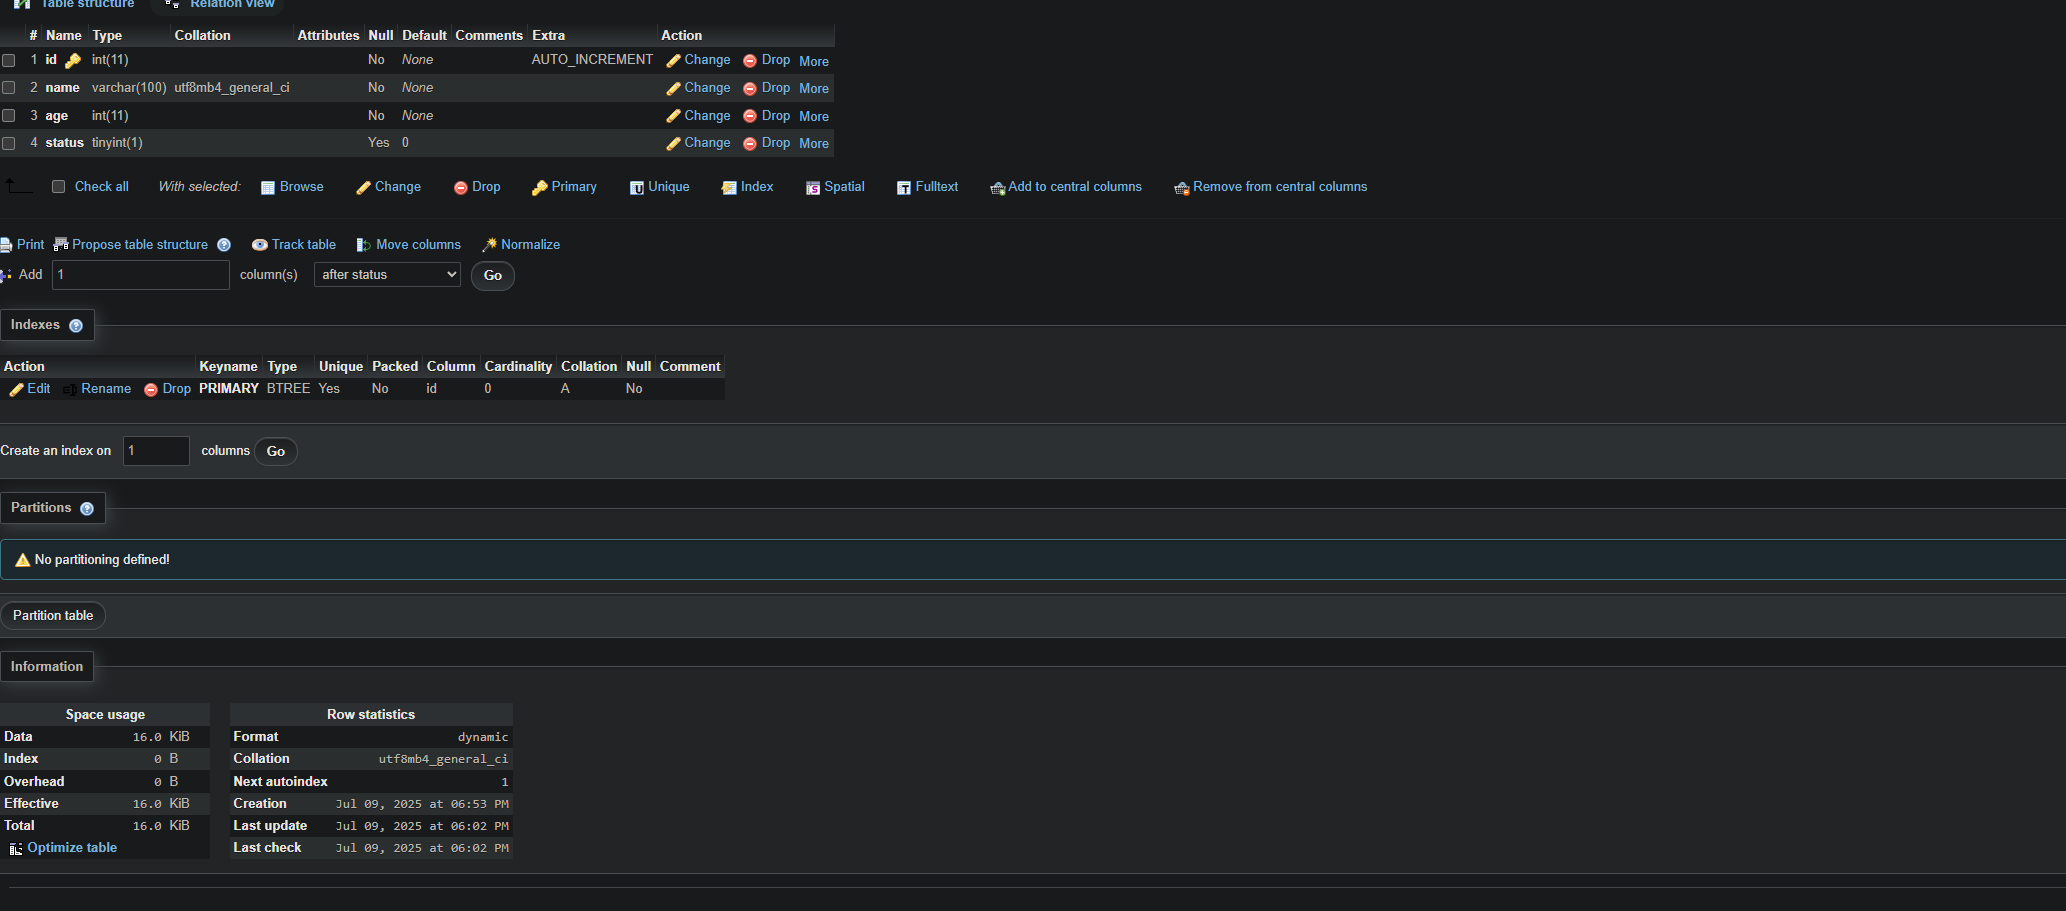 Table structure Relation view
# Name Type Collation Attributes Null Default Comments Extra Action
1 id int(11) No None AUTO_INCREMENT Change Drop More
2 name varchar(100) utf8mb4_general_ci No None Change Drop More
3 age int(11) No None Change Drop More
4 status tinyint(1) Yes 0 Change Drop More
Check all With selected: Browse Change Drop Primary Unique Index Spatial Fulltext Add to central columns Remove from central columns
Print Propose table structure Track table Move columns Normalize
Add 1 column(s) after status Go
Indexes
Action Keyname Type Unique Packed Column Cardinality Collation Null Comment
Edit Rename Drop PRIMARY BTREE Yes No id 0 A No
Create an index on 1 columns Go
Partitions
No partitioning defined!
Partition table
Information
Space usage
Data 16.0 KiB
Index 0 B
Overhead 0 B
Effective 16.0 KiB
Total 16.0 KiB
Optimize table
Row statistics
Format dynamic
Collation utf8mb4_general_ci
Next autoindex 1
Creation Jul 09, 2025 at 06:53 PM
Last update Jul 09, 2025 at 06:02 PM
Last check Jul 09, 2025 at 06:02 PM